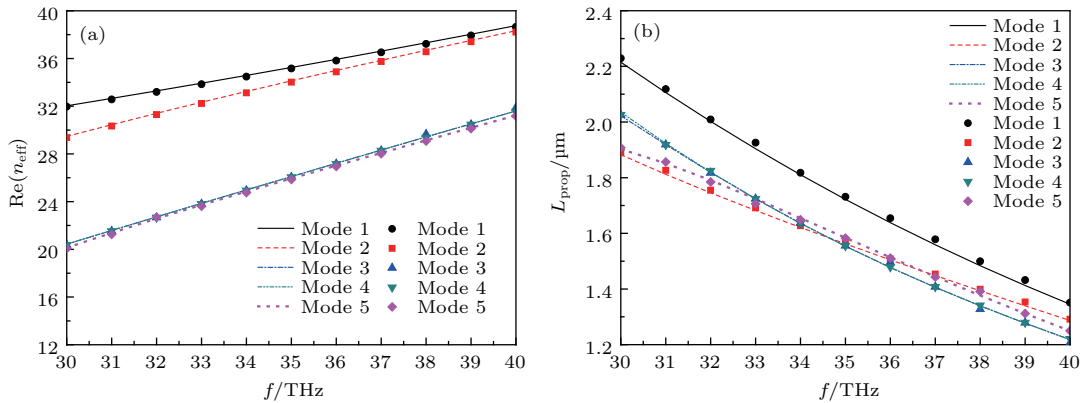 (a)
40
36
32
28
24
20
16
12
Re(n_eff)
Mode 1 Mode 1
Mode 2 Mode 2
Mode 3 Mode 3
Mode 4 Mode 4
Mode 5 Mode 5
30 31 32 33 34 35 36 37 38 39 40
f/THz
(b)
2.4
2.2
2.0
1.8
1.6
1.4
1.2
L_prop/μm
Mode 1
Mode 2
Mode 3
Mode 4
Mode 5
Mode 1
Mode 2
Mode 3
Mode 4
Mode 5
30 31 32 33 34 35 36 37 38 39 40
f/THz